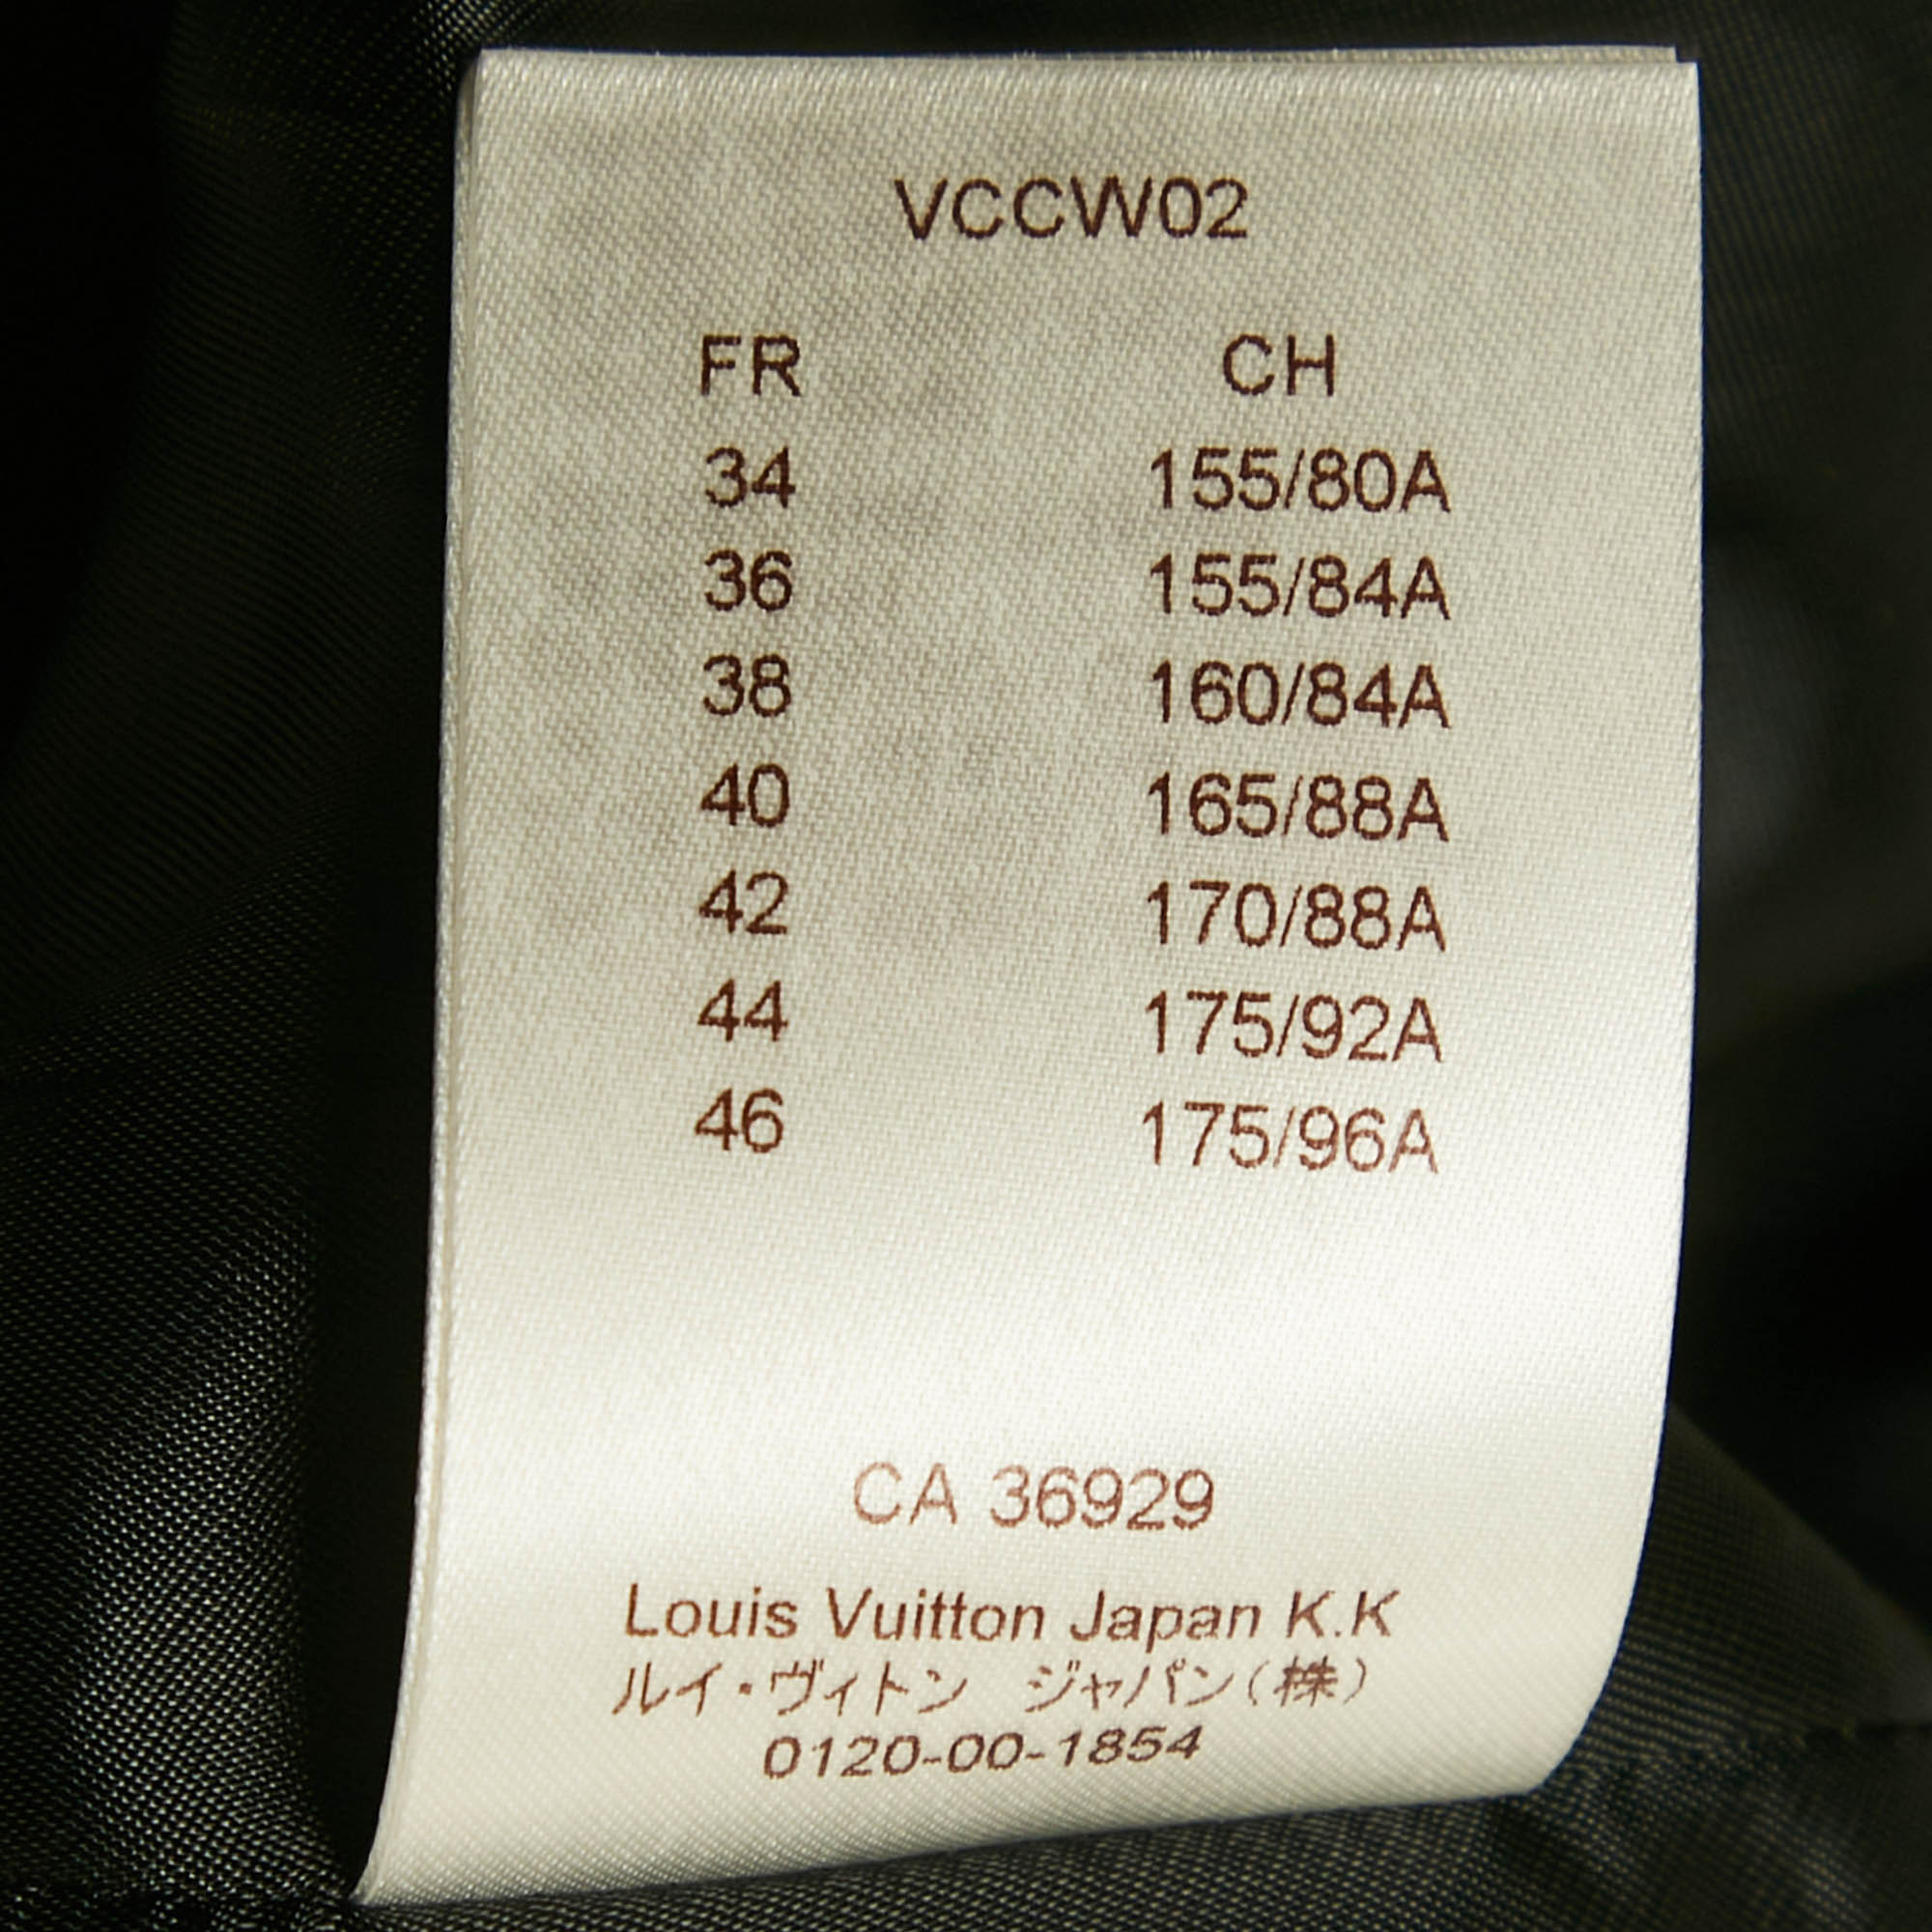 VCCW02
FR CH
34 155/80A
36 155/84A
38 160/84A
40 165/88A
42 170/88A
44 175/92A
46 175/96A
CA 36929
Louis Vuitton Japan K.K
ルイ・ヴィトン ジャパン(株)
0120-00-1854